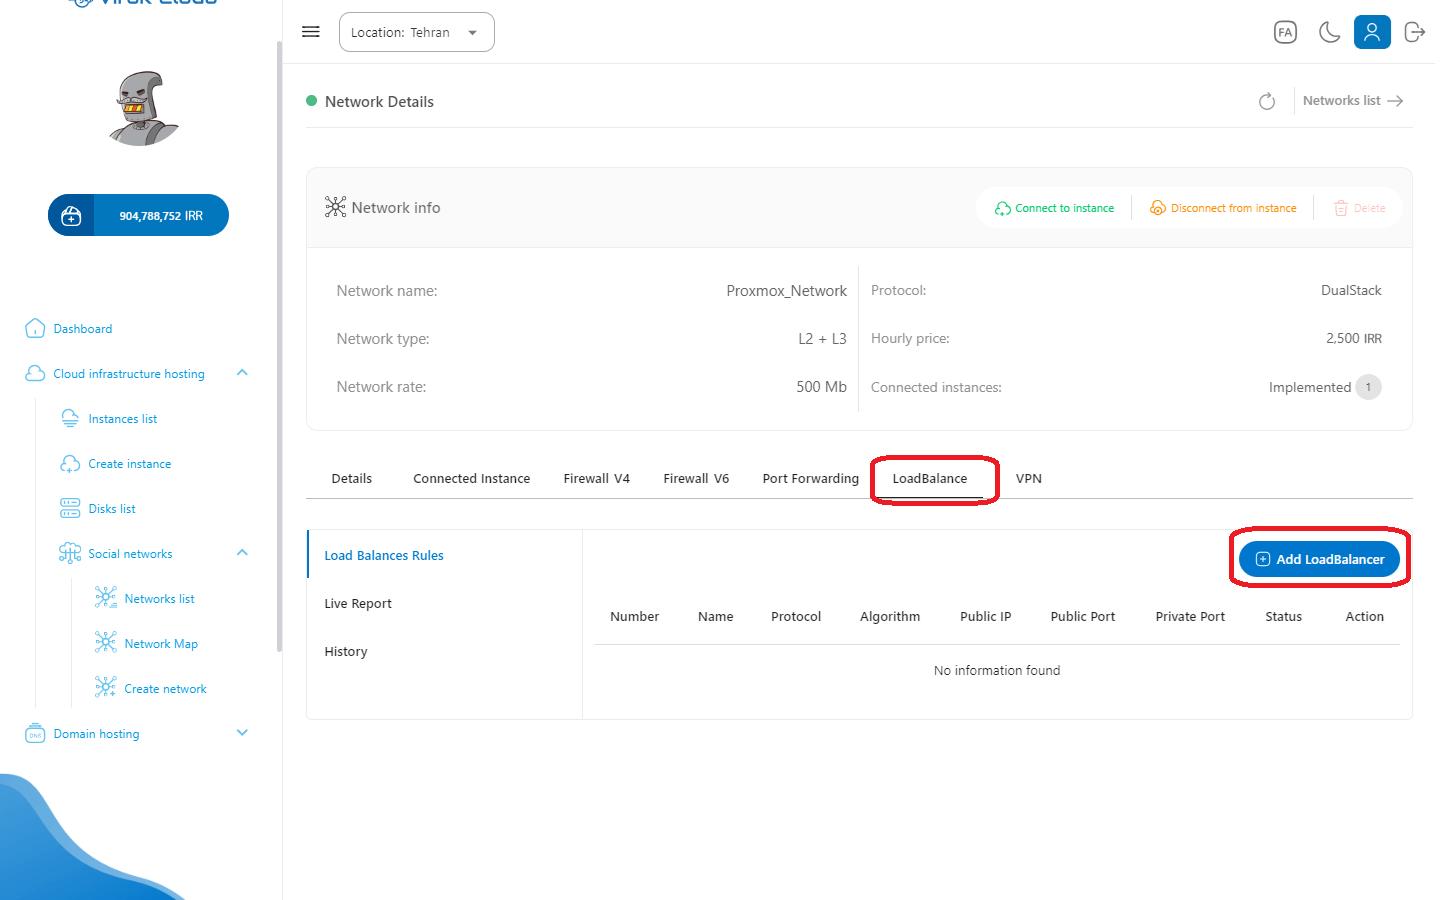 Virak Cloud
Location: Tehran
FA
Network Details
Networks list
904,788,752 IRR
Network info
Connect to instance
Disconnect from instance
Delete
Network name:
Proxmox_Network
Protocol:
DualStack
Network type:
L2 + L3
Hourly price:
2,500 IRR
Network rate:
500 Mb
Connected instances:
Implemented 1
Dashboard
Cloud infrastructure hosting
Instances list
Create instance
Disks list
Social networks
Networks list
Network Map
Create network
DNS
Domain hosting
Details
Connected Instance
Firewall V4
Firewall V6
Port Forwarding
LoadBalance
VPN
Load Balances Rules
Live Report
History
Add LoadBalancer
Number Name Protocol Algorithm Public IP Public Port Private Port Status Action
No information found